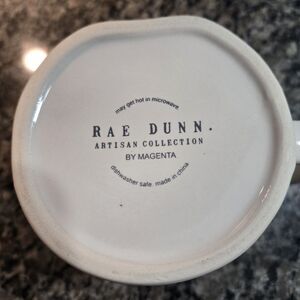 may get hot in microwave.
RAE DUNN.
ARTISAN COLLECTION
BY MAGENTA
dishwasher safe. made in china